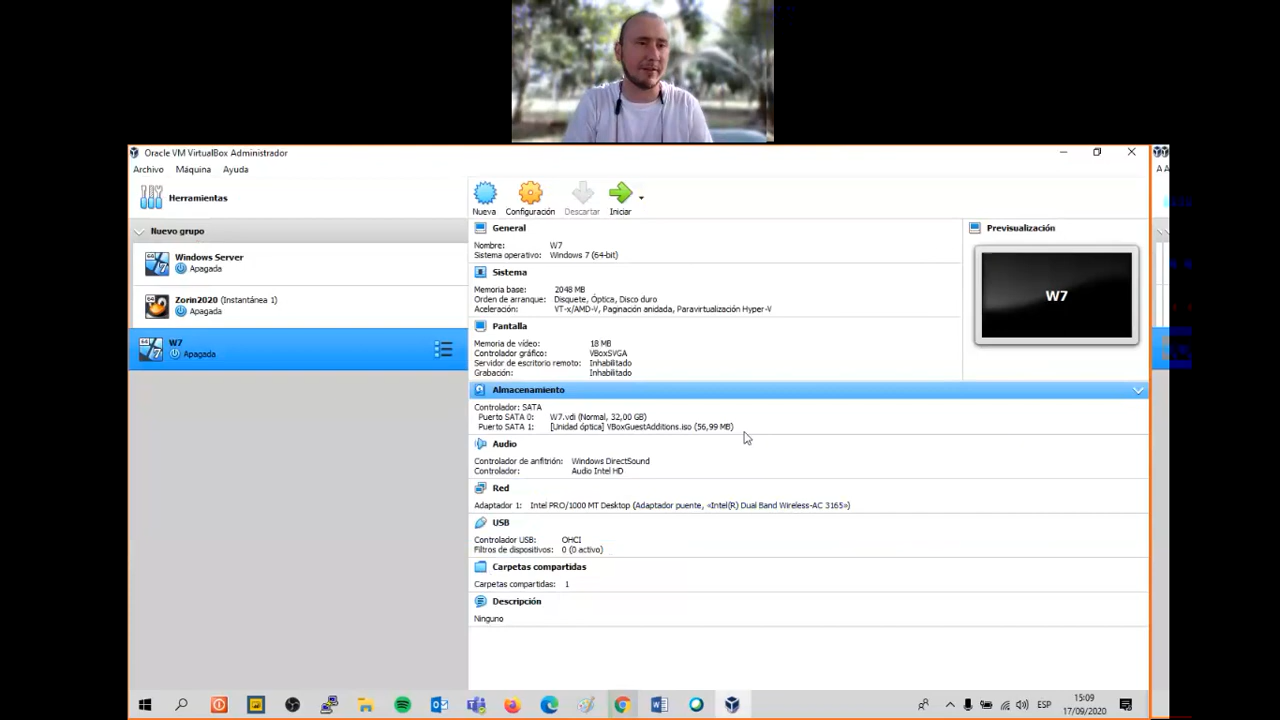 Oracle VM VirtualBox Administrador
Archivo Máquina Ayuda
Herramientas
Nuevo grupo
Windows Server
Apagada
Zorin2020 (Instantánea 1)
Apagada
W7
Apagada
Nueva Configuración Descartar Iniciar
General
Nombre: W7
Sistema operativo: Windows 7 (64-bit)
Sistema
Memoria base: 2048 MB
Orden de arranque: Disquete, Óptica, Disco duro
Aceleración: VT-x/AMD-V, Paginación anidada, Paravirtualización Hyper-V
Pantalla
Memoria de vídeo: 18 MB
Controlador gráfico: VBoxSVGA
Servidor de escritorio remoto: Inhabilitado
Grabación: Inhabilitado
Almacenamiento
Controlador: SATA
Puerto SATA 0: W7.vdi (Normal, 32,00 GB)
Puerto SATA 1: [Unidad óptica] VBoxGuestAdditions.iso (56,99 MB)
Audio
Controlador de anfitrión: Windows DirectSound
Controlador: Audio Intel HD
Red
Adaptador 1: Intel PRO/1000 MT Desktop (Adaptador puente, «Intel(R) Dual Band Wireless-AC 3165»)
USB
Controlador USB: OHCI
Filtros de dispositivos: 0 (0 activo)
Carpetas compartidas
Carpetas compartidas: 1
Descripción
Ninguno
Previsualización
W7
ESP
15:09
17/09/2020